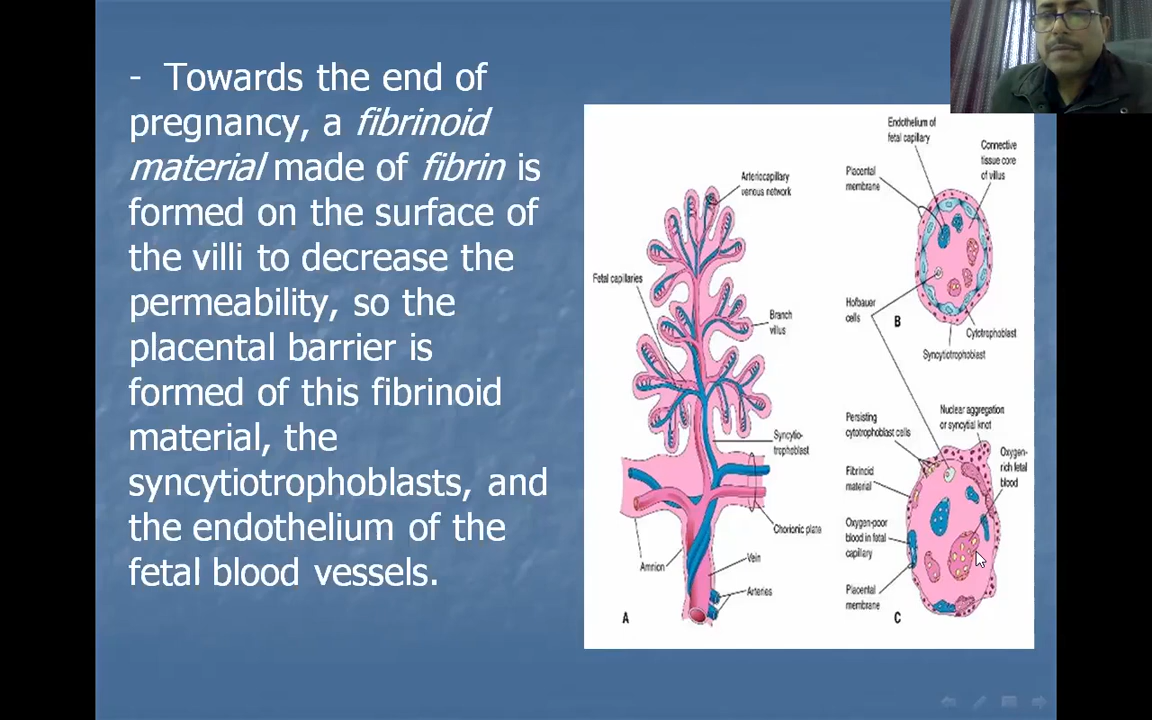 - Towards the end of
pregnancy, a fibrinoid
material made of fibrin is
formed on the surface of
the villi to decrease the
permeability, so the
placental barrier is
formed of this fibrinoid
material, the
syncytiotrophoblasts, and
the endothelium of the
fetal blood vessels.
Arteriocapillary
venous network
Fetal capillaries
Branch
villus
Syncytio-
trophoblast
Chorionic plate
Amnion
Vein
Arteries
A
Endothelium of
fetal capillary
Connective
tissue core
of villus
Placental
membrane
Hofbauer
cells
B
Cytotrophoblast
Syncytiotrophoblast
Persisting
cytotrophoblast cells
Nuclear aggregation
or syncytial knot
Oxygen-
rich fetal
blood
Fibrinoid
material
Oxygen-poor
blood in fetal
capillary
Placental
membrane
C